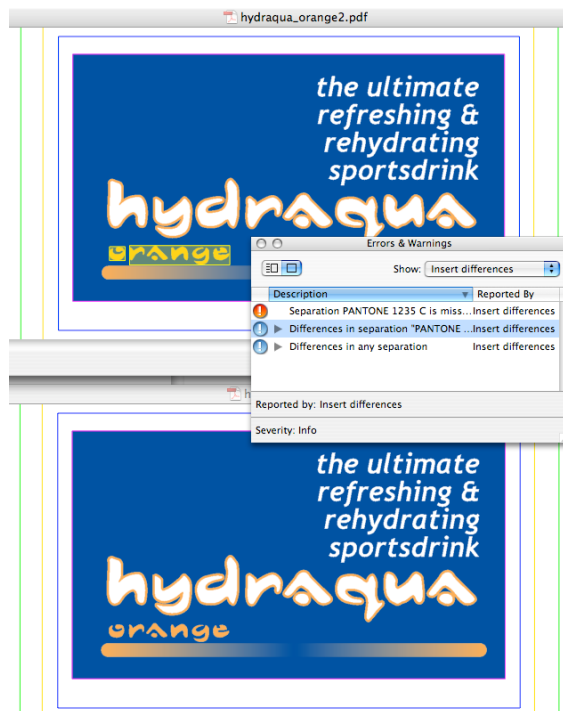 hydraqua_orange2.pdf
the ultimate
refreshing &
rehydrating
sportsdrink
hydraqua
orange
Errors & Warnings
Show: Insert differences
Description Reported By
Separation PANTONE 1235 C is miss... Insert differences
Differences in separation "PANTONE ... Insert differences
Differences in any separation Insert differences
Reported by: Insert differences
Severity: Info
h
the ultimate
refreshing &
rehydrating
sportsdrink
hydraqua
orange